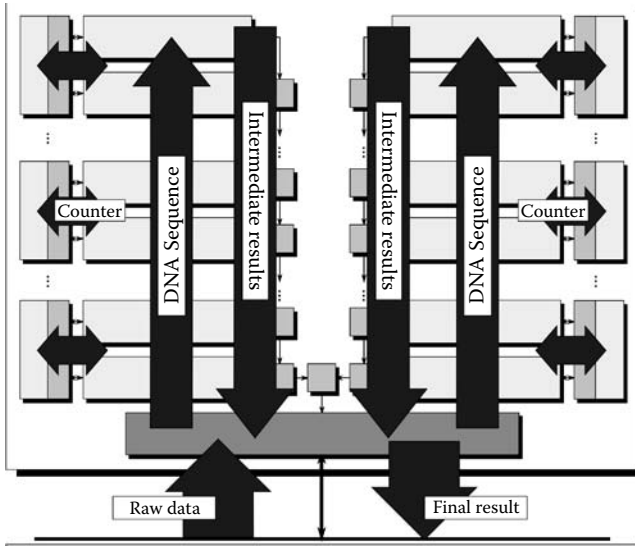 Counter
DNA Sequence
Intermediate results
Intermediate results
DNA Sequence
Counter
Raw data
Final result